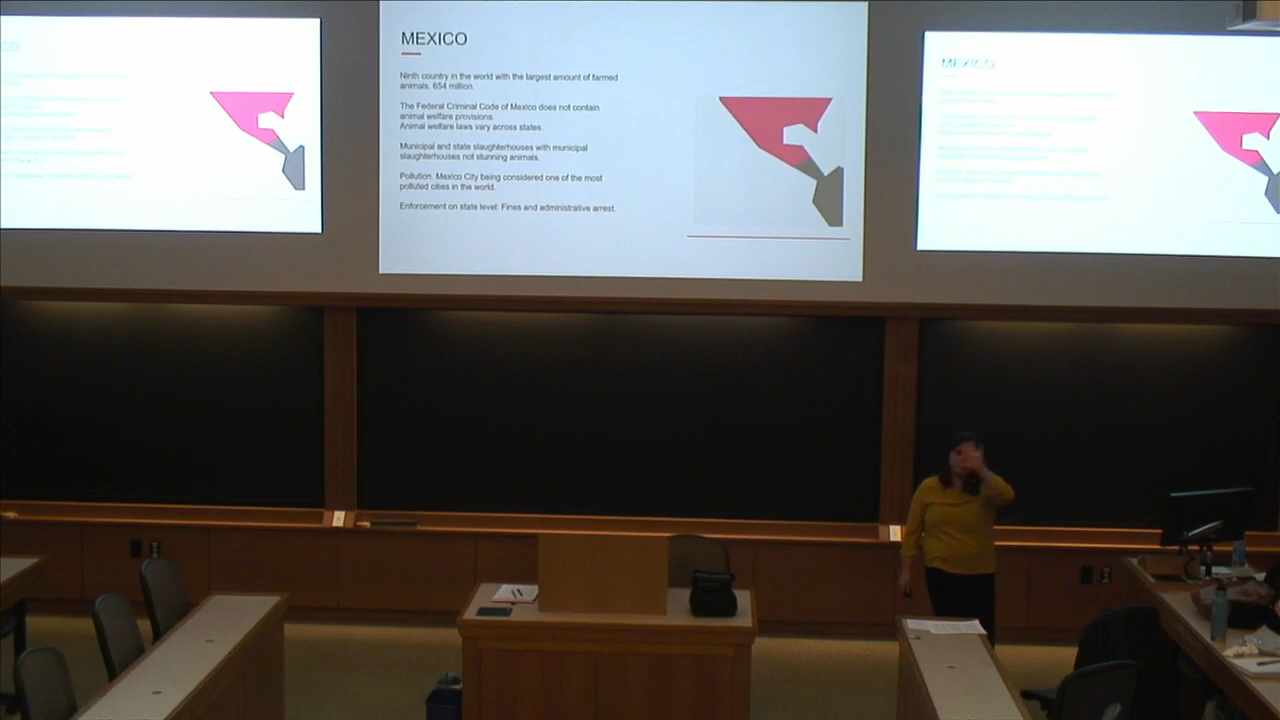 MEXICO
Ninth country in the world with the largest amount of farmed
animals. 654 million.
The Federal Criminal Code of Mexico does not contain
animal welfare provisions.
Animal welfare laws vary across states.
Municipal and state slaughterhouses with municipal
slaughterhouses not stunning animals.
Pollution. Mexico City being considered one of the most
polluted cities in the world.
Enforcement on state level: Fines and administrative arrest.
MEXICO